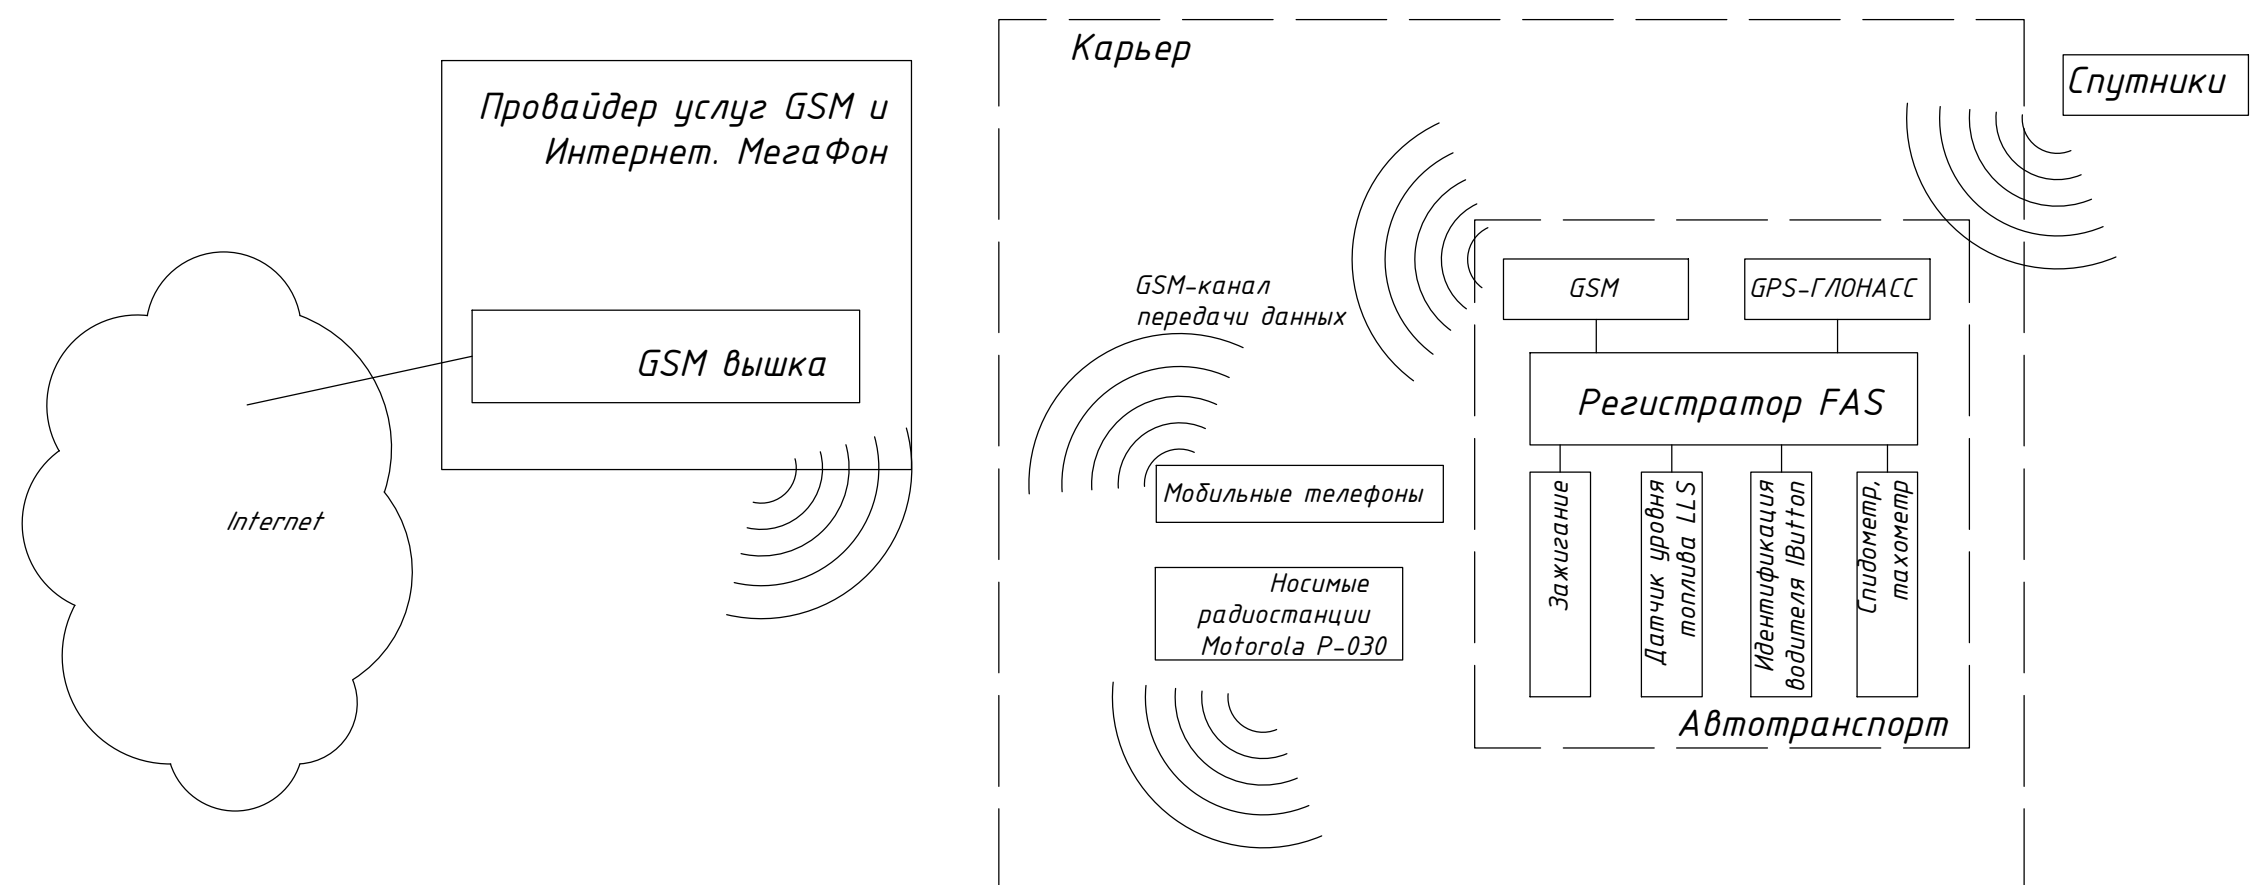 Карьер
Спутники
Провайдер услуг GSM и
Интернет. МегаФон
GSM вышка
Internet
GSM-канал
передачи данных
Мобильные телефоны
Носимые
радиостанции
Motorola P-030
GSM
GPS-ГЛОНАСС
Регистратор FAS
Зажигание
Датчик уровня
топлива LLS
Идентификация
водителя IButton
Спидометр,
тахометр
Автотранспорт